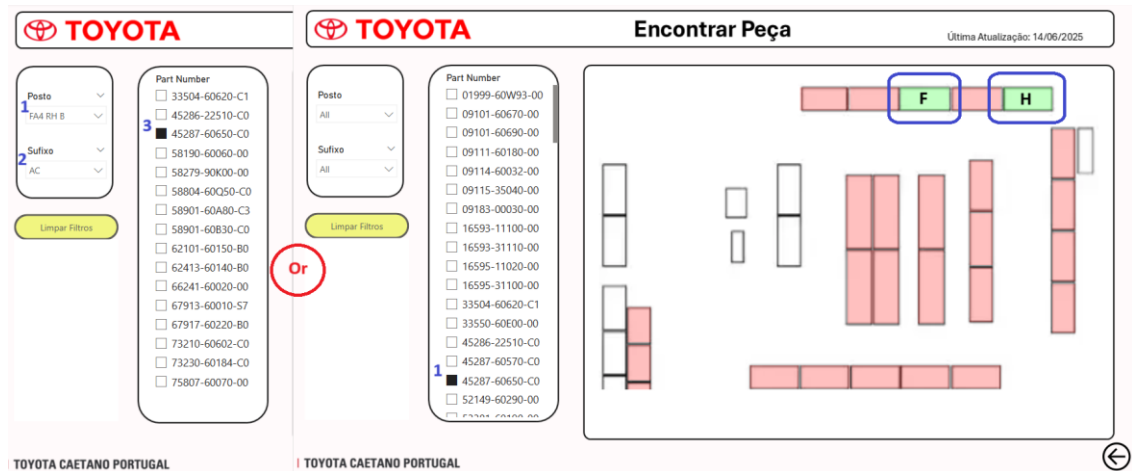 TOYOTA
Posto
1
FA4 RH B
Sufixo
2
AC
Limpar Filtros
Part Number
33504-60620-C1
45286-22510-C0
3
45287-60650-C0
58190-60060-00
58279-90K00-00
58804-60Q50-C0
58901-60A80-C3
58901-60B30-C0
62101-60150-B0
62413-60140-B0
66241-60020-00
67913-60010-S7
67917-60220-B0
73210-60602-C0
73230-60184-C0
75807-60070-00
TOYOTA CAETANO PORTUGAL
Or
TOYOTA
Encontrar Peça
Última Atualização: 14/06/2025
Posto
All
Sufixo
All
Limpar Filtros
Part Number
01999-60W93-00
09101-60670-00
09101-60690-00
09111-60180-00
09114-60032-00
09115-35040-00
09183-00030-00
16593-11100-00
16593-31110-00
16595-11020-00
16595-31100-00
33504-60620-C1
33550-60E00-00
45286-22510-C0
45287-60570-C0
1
45287-60650-C0
52149-60290-00
F
H
TOYOTA CAETANO PORTUGAL